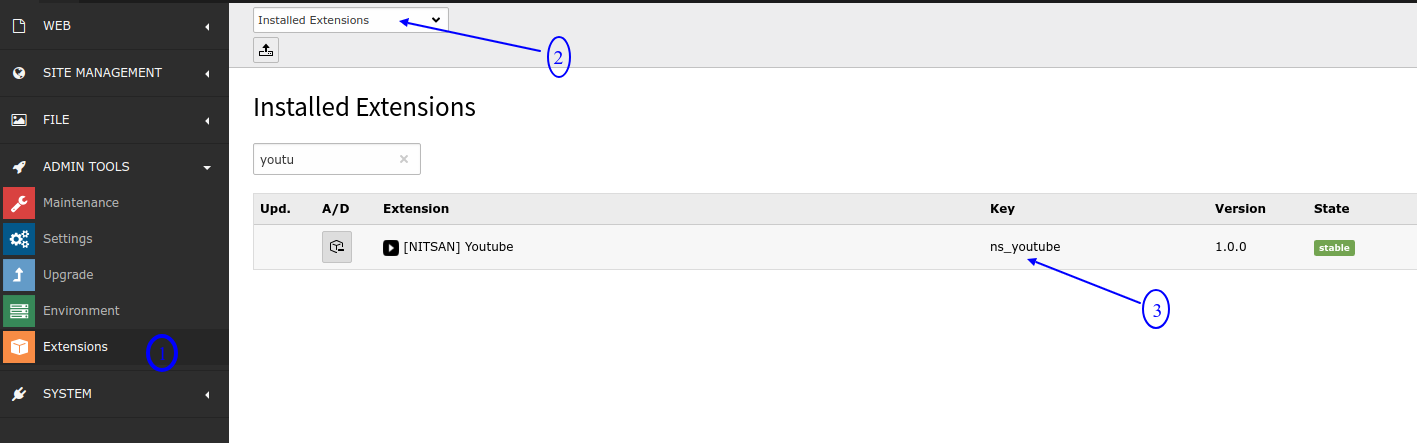 WEB
SITE MANAGEMENT
FILE
ADMIN TOOLS
Maintenance
Settings
Upgrade
Environment
Extensions
1
SYSTEM
Installed Extensions
2
Installed Extensions
youtu
Upd. A/D Extension Key Version State
[NITSAN] Youtube ns_youtube 1.0.0 stable
3